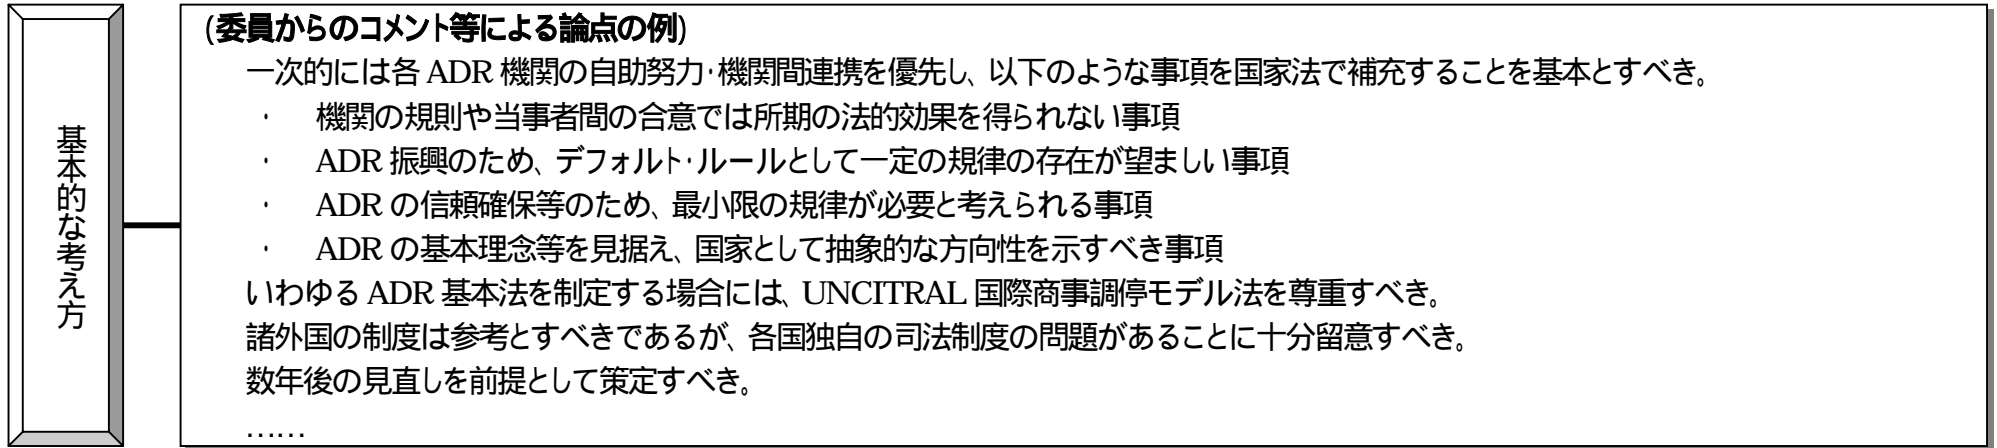 基本的な考え方
(委員からのコメント等による論点の例)
一次的には各 ADR 機関の自助努力・機関間連携を優先し、以下のような事項を国家法で補充することを基本とすべき。
・ 機関の規則や当事者間の合意では所期の法的効果を得られない事項
・ ADR 振興のため、デフォルト・ルールとして一定の規律の存在が望ましい事項
・ ADR の信頼確保等のため、最小限の規律が必要と考えられる事項
・ ADR の基本理念等を見据え、国家として抽象的な方向性を示すべき事項
いわゆる ADR 基本法を制定する場合には、UNCITRAL 国際商事調停モデル法を尊重すべき。
諸外国の制度は参考とすべきであるが、各国独自の司法制度の問題があることに十分留意すべき。
数年後の見直しを前提として策定すべき。
……